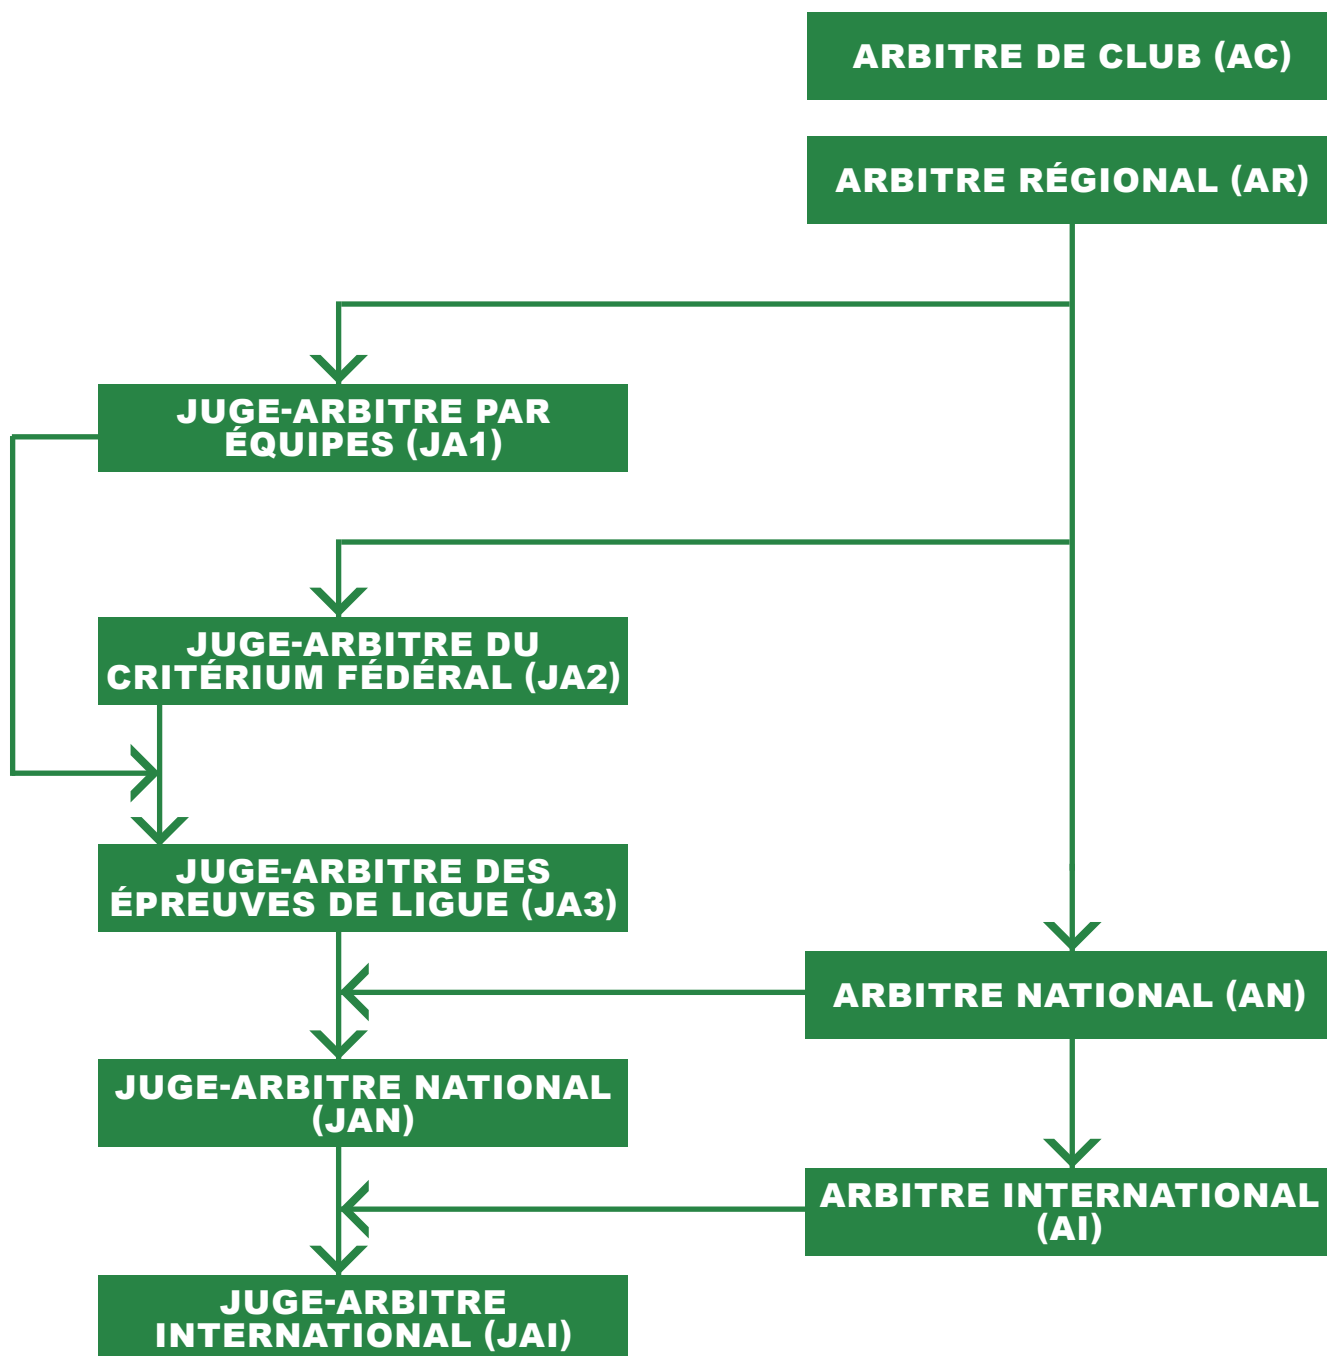 ARBITRE DE CLUB (AC)
ARBITRE RÉGIONAL (AR)
JUGE-ARBITRE PAR
ÉQUIPES (JA1)
JUGE-ARBITRE DU
CRITÉRIUM FÉDÉRAL (JA2)
JUGE-ARBITRE DES
ÉPREUVES DE LIGUE (JA3)
ARBITRE NATIONAL (AN)
JUGE-ARBITRE NATIONAL
(JAN)
ARBITRE INTERNATIONAL
(AI)
JUGE-ARBITRE
INTERNATIONAL (JAI)